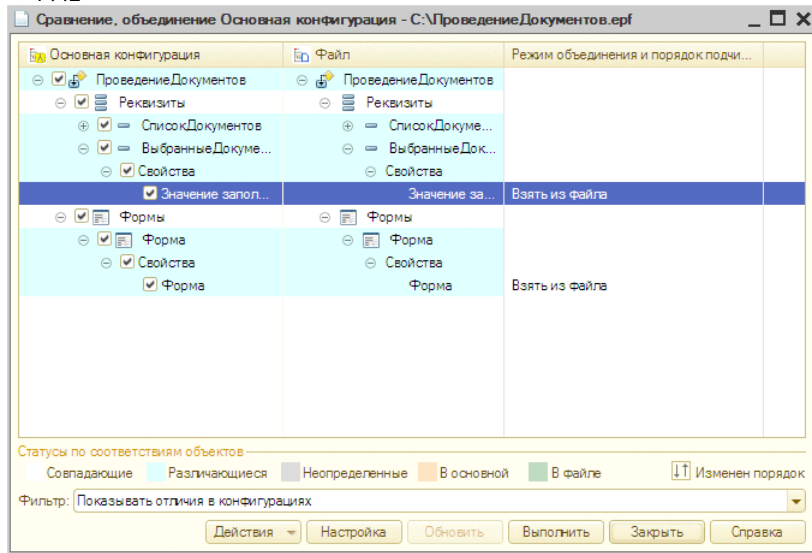 Сравнение, объединение Основная конфигурация - C:\ПроведениеДокументов.epf
Основная конфигурация Файл Режим объединения и порядок подчи...
ПроведениеДокументов ПроведениеДокументов
Реквизиты Реквизиты
СписокДокументов СписокДокуме...
ВыбранныеДокуме... ВыбранныеДок...
Свойства Свойства
Значение запол... Значение за... Взять из файла
Формы Формы
Форма Форма
Свойства Свойства
Форма Форма Взять из файла
Статусы по соответствиям объектов
Совпадающие Различающиеся Неопределенные В основной В файле Изменен порядок
Фильтр: Показывать отличия в конфигурациях
Действия Настройка Обновить Выполнить Закрыть Справка